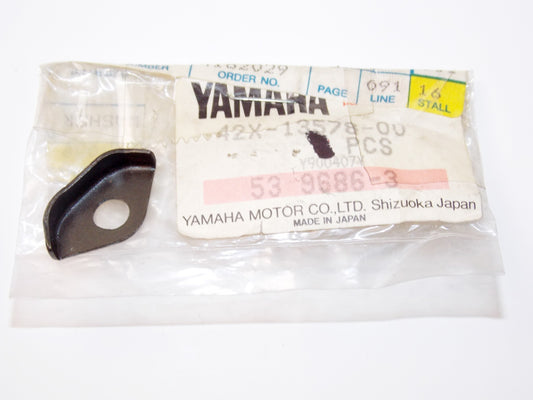 ORDER NO.
PAGE
091
LINE
16
STALL
YAMAHA
42X-13578-00
PCS
53 9686-3
YAMAHA MOTOR CO.,LTD. Shizuoka Japan
MADE IN JAPAN